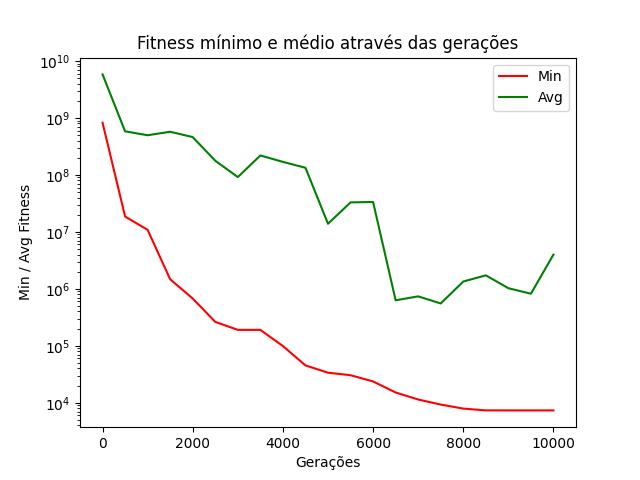 Fitness mínimo e médio através das gerações
Min
Avg
Min / Avg Fitness
10^10
10^9
10^8
10^7
10^6
10^5
10^4
0 2000 4000 6000 8000 10000
Gerações